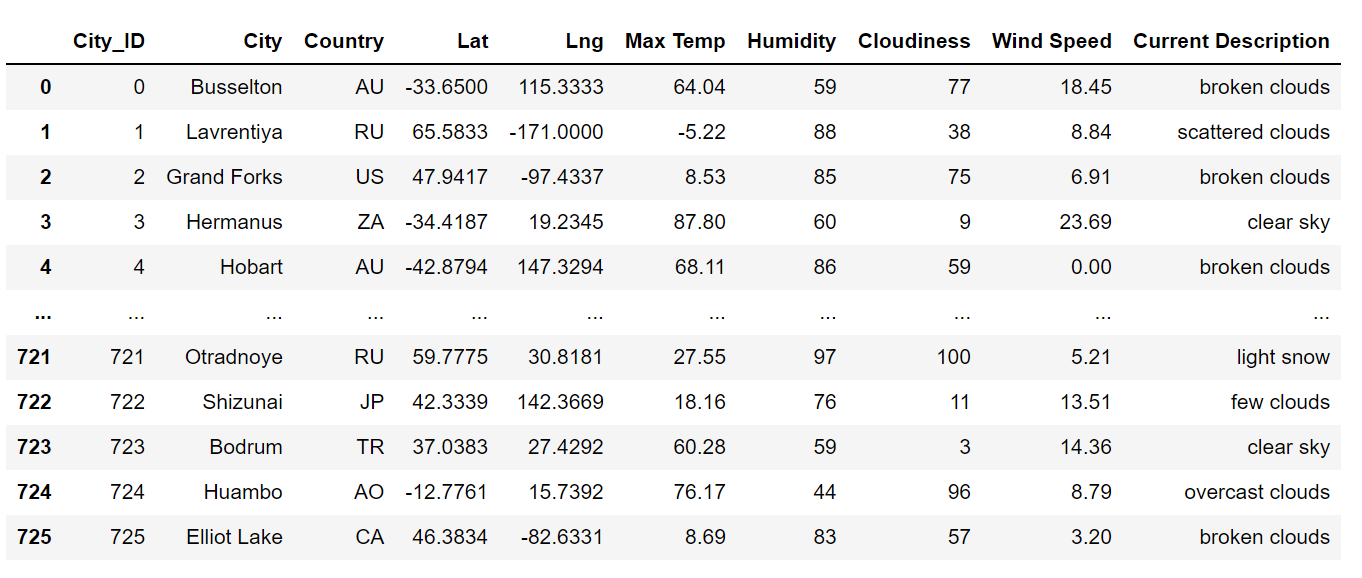 City_ID City Country Lat Lng Max Temp Humidity Cloudiness Wind Speed Current Description
0 0 Busselton AU -33.6500 115.3333 64.04 59 77 18.45 broken clouds
1 1 Lavrentiya RU 65.5833 -171.0000 -5.22 88 38 8.84 scattered clouds
2 2 Grand Forks US 47.9417 -97.4337 8.53 85 75 6.91 broken clouds
3 3 Hermanus ZA -34.4187 19.2345 87.80 60 9 23.69 clear sky
4 4 Hobart AU -42.8794 147.3294 68.11 86 59 0.00 broken clouds
... ... ... ... ... ... ... ... ... ... ...
721 721 Otradnoye RU 59.7775 30.8181 27.55 97 100 5.21 light snow
722 722 Shizunai JP 42.3339 142.3669 18.16 76 11 13.51 few clouds
723 723 Bodrum TR 37.0383 27.4292 60.28 59 3 14.36 clear sky
724 724 Huambo AO -12.7761 15.7392 76.17 44 96 8.79 overcast clouds
725 725 Elliot Lake CA 46.3834 -82.6331 8.69 83 57 3.20 broken clouds